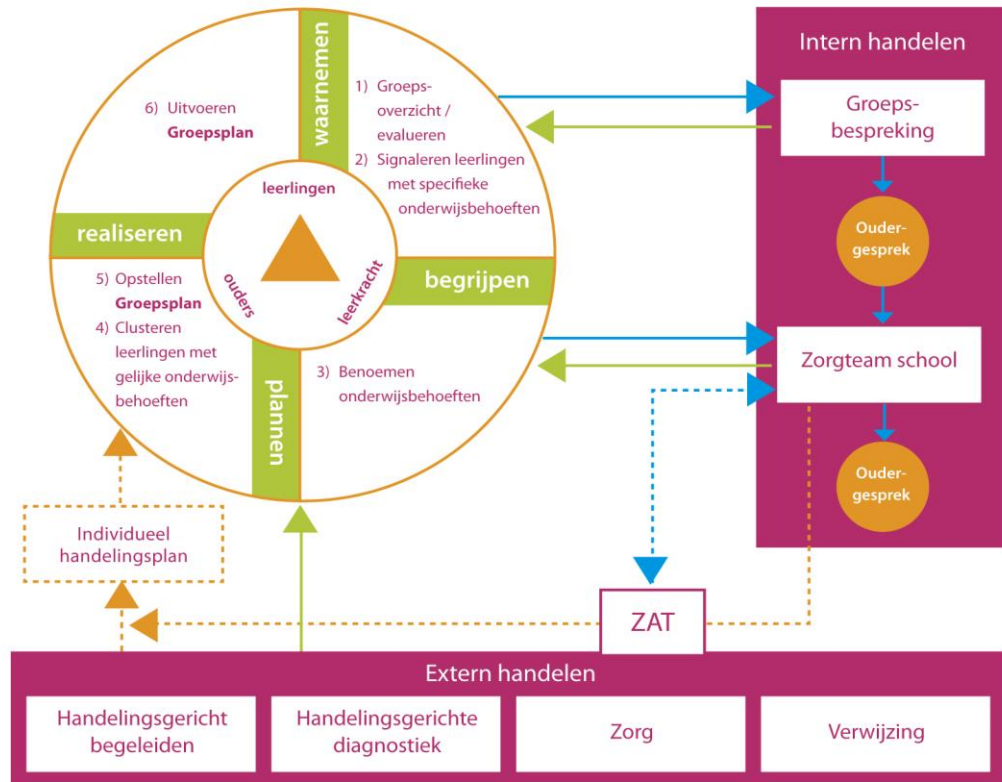 waarnemen
1) Groeps-
overzicht /
evalueren
2) Signaleren leerlingen
met specifieke
onderwijsbehoeften
begrijpen
3) Benoemen
onderwijsbehoeften
plannen
5) Opstellen
Groepsplan
4) Clusteren
leerlingen met
gelijke onderwijs-
behoeften
realiseren
6) Uitvoeren
Groepsplan
leerlingen
ouders
leerkracht
Intern handelen
Groeps-
bespreking
Ouder-
gesprek
Zorgteam school
Ouder-
gesprek
Individueel
handelingsplan
ZAT
Extern handelen
Handelingsgericht
begeleiden
Handelingsgerichte
diagnostiek
Zorg
Verwijzing